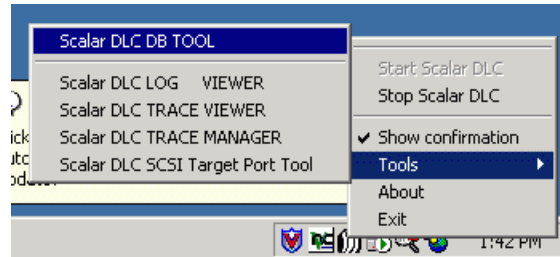 Scalar DLC DB TOOL
Scalar DLC LOG VIEWER
Scalar DLC TRACE VIEWER
Scalar DLC TRACE MANAGER
Scalar DLC SCSI Target Port Tool
Start Scalar DLC
Stop Scalar DLC
Show confirmation
Tools
About
Exit
1:42 PM